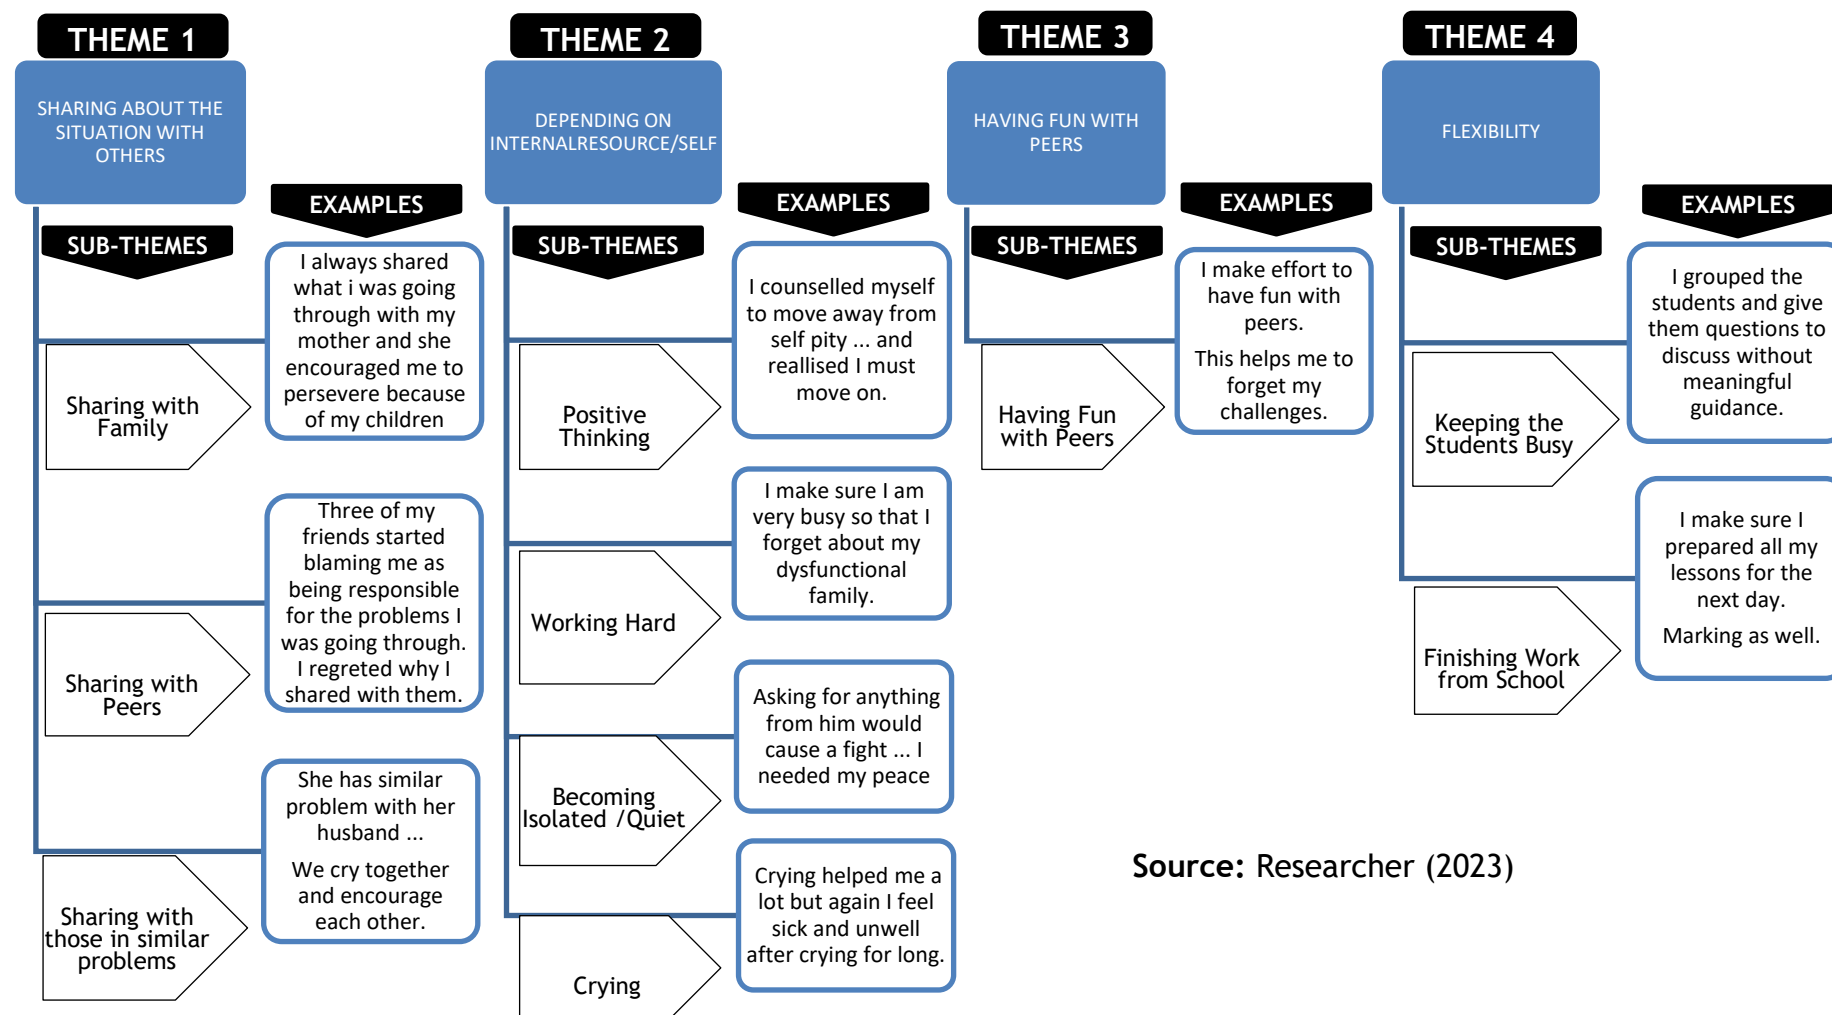 THEME 1
SHARING ABOUT THE
SITUATION WITH
OTHERS
SUB-THEMES
EXAMPLES
Sharing with
Family
I always shared
what i was going
through with my
mother and she
encouraged me to
persevere because
of my children
Sharing with
Peers
Three of my
friends started
blaming me as
being responsible
for the problems I
was going through.
I regreted why I
shared with them.
Sharing with
those in similar
problems
She has similar
problem with her
husband ...
We cry together
and encourage
each other.
THEME 2
DEPENDING ON
INTERNALRESOURCE/SELF
SUB-THEMES
EXAMPLES
Positive
Thinking
I counselled myself
to move away from
self pity ... and
reallised I must
move on.
Working Hard
I make sure I am
very busy so that I
forget about my
dysfunctional
family.
Becoming
Isolated /Quiet
Asking for anything
from him would
cause a fight ... I
needed my peace
Crying
Crying helped me a
lot but again I feel
sick and unwell
after crying for long.
THEME 3
HAVING FUN WITH
PEERS
SUB-THEMES
EXAMPLES
Having Fun
with Peers
I make effort to
have fun with
peers.
This helps me to
forget my
challenges.
THEME 4
FLEXIBILITY
SUB-THEMES
EXAMPLES
Keeping the
Students Busy
I grouped the
students and give
them questions to
discuss without
meaningful
guidance.
Finishing Work
from School
I make sure I
prepared all my
lessons for the
next day.
Marking as well.
Source: Researcher (2023)